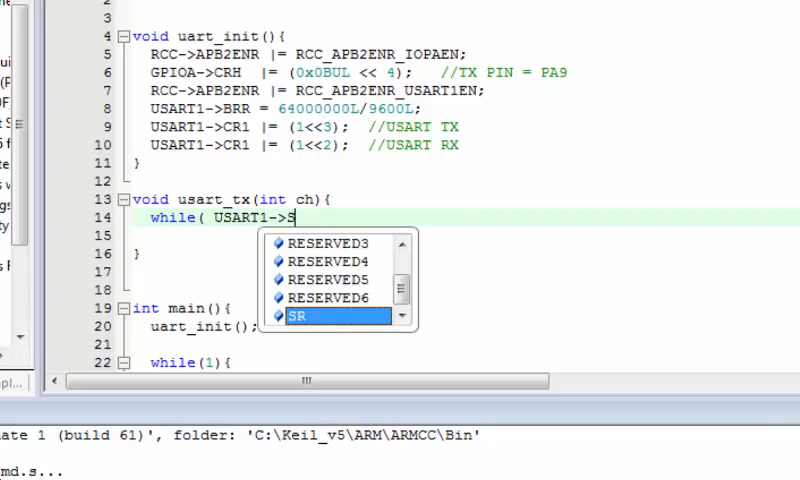 2
3
4 void uart_init(){
5 RCC->APB2ENR |= RCC_APB2ENR_IOPAEN;
6 GPIOA->CRH |= (0x0BUL << 4); //TX PIN = PA9
7 RCC->APB2ENR |= RCC_APB2ENR_USART1EN;
8 USART1->BRR = 64000000L/9600L;
9 USART1->CR1 |= (1<<3); //USART TX
10 USART1->CR1 |= (1<<2); //USART RX
11 }
12
13 void usart_tx(int ch){
14 while( USART1->S
RESERVED3
15
RESERVED4
16 }
RESERVED5
17
RESERVED6
18
SR
19 int main(){
20 uart_init();
21
22 while(1){
ate 1 (build 61)', folder: 'C:\Keil_v5\ARM\ARMCC\Bin'
md.s...